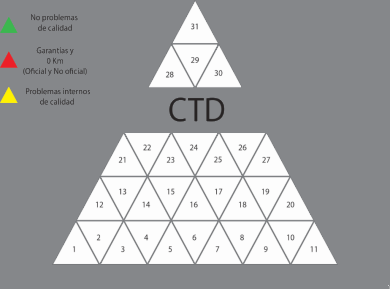 No problemas
de calidad
Garantias y
0 Km
(Oficial y No oficial)
Problemas internos
de calidad
31
28 29 30
CTD
21 22 23 24 25 26 27
12 13 14 15 16 17 18 19 20
1 2 3 4 5 6 7 8 9 10 11